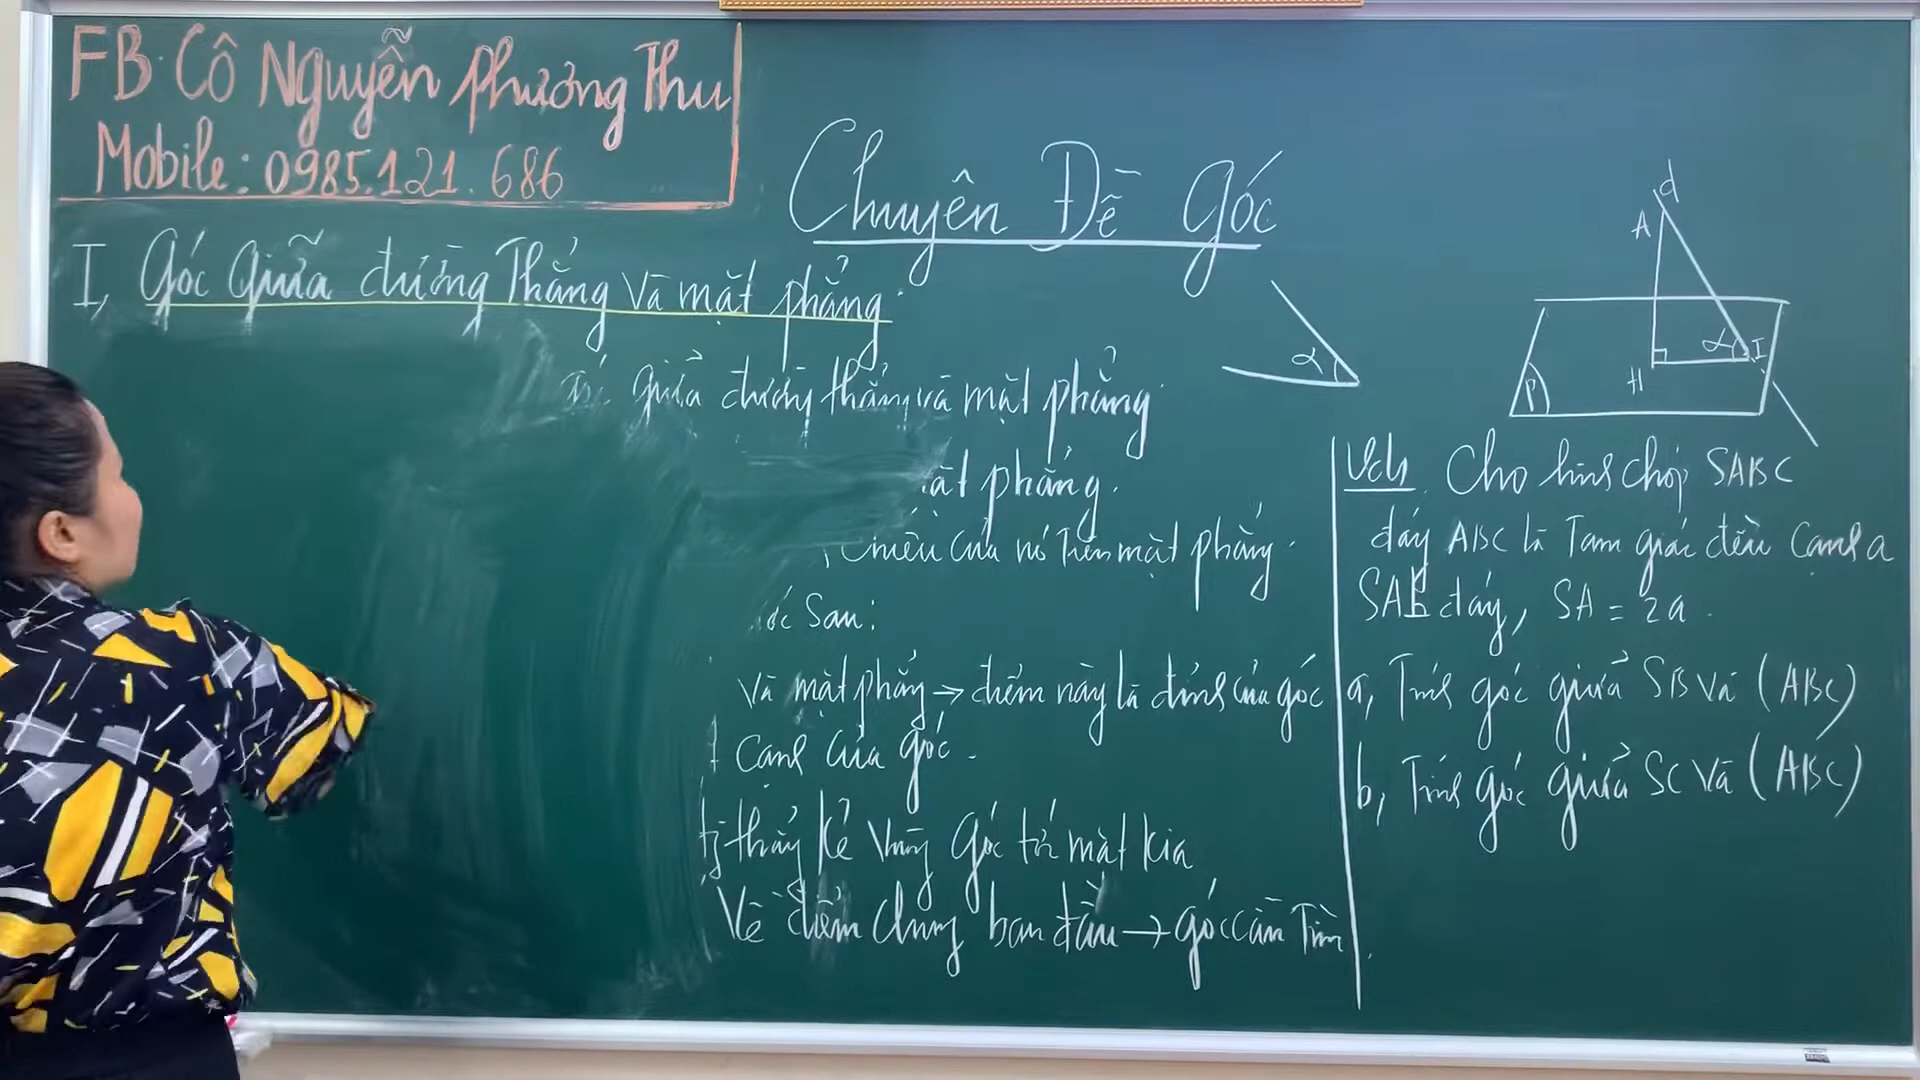 FB: Cô Nguyễn Phương Thu
Mobile: 0985.121.686
Chuyên Đề Góc
I, Góc giữa đường Thẳng và mặt phẳng
giữa đường thẳng và mặt phẳng
phẳng.
chiếu của nó trên mặt phẳng.
Sau:
và mặt phẳng → điểm này là đỉnh của góc
cạnh của góc.
thẳng kẻ vuông góc tới mặt kia
Về điểm chung ban đầu → góc cần Tìm
α
d
A
H
α
I
P
Vd1 Cho hình chóp SABC
đáy ABC là Tam giác đều cạnh a
SA ⊥ đáy, SA = 2a.
a, Tính góc giữa SB và (ABC)
b, Tính góc giữa SC và (ABC)